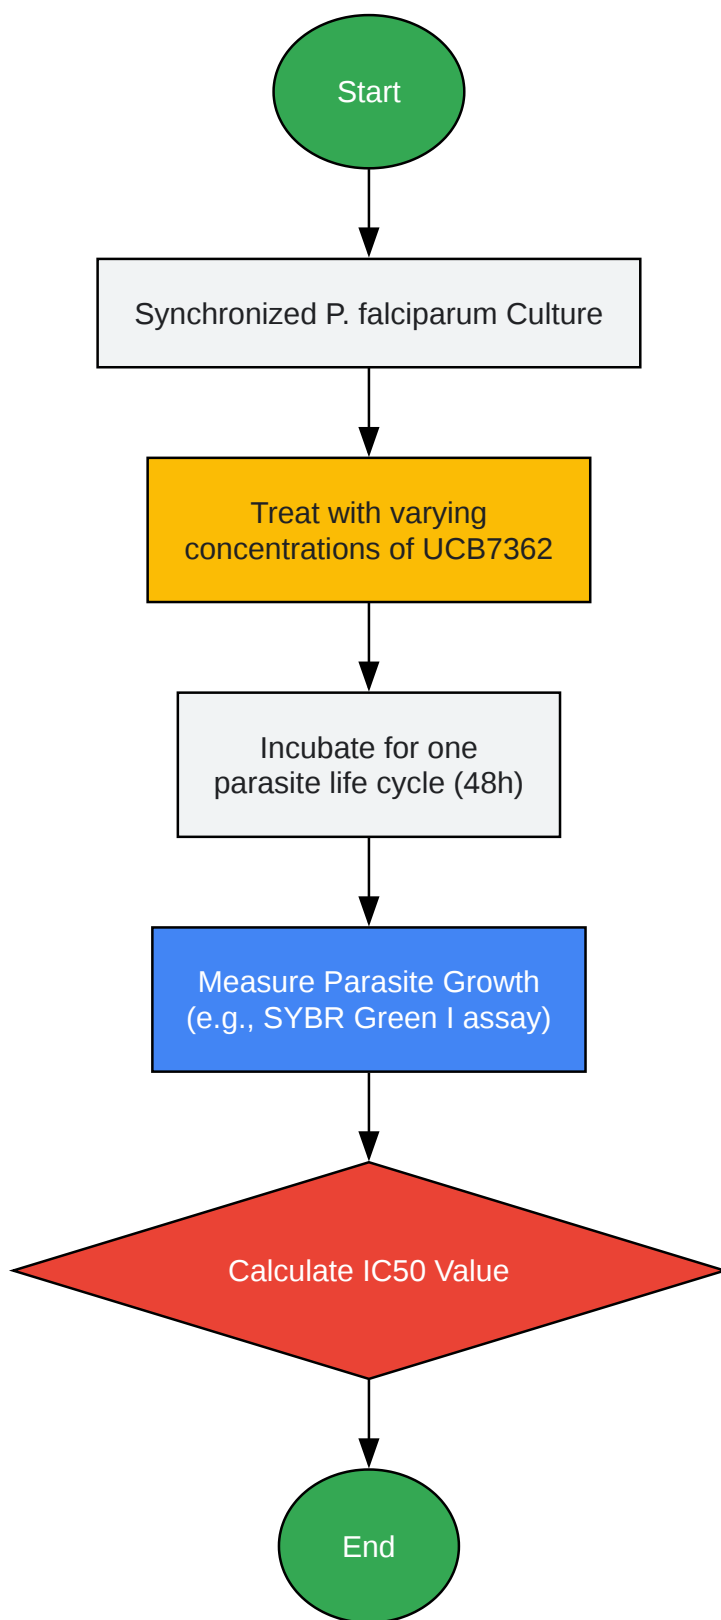 Start
Synchronized P. falciparum Culture
Treat with varying
concentrations of UCB7362
Incubate for one
parasite life cycle (48h)
Measure Parasite Growth
(e.g., SYBR Green I assay)
Calculate IC50 Value
End